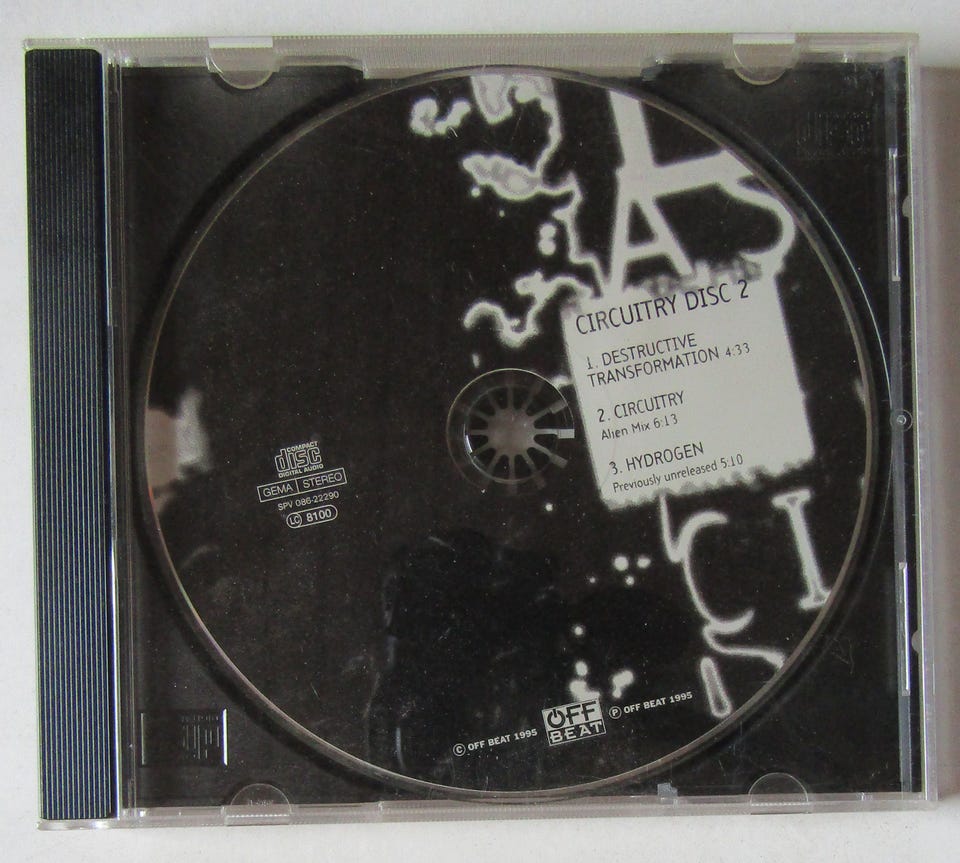 CIRCUITRY DISC 2
1. DESTRUCTIVE
TRANSFORMATION 4:33
2. CIRCUITRY
Alien Mix 6:13
3. HYDROGEN
Previously unreleased 5:10
COMPACT
disc
DIGITAL AUDIO
GEMA STEREO
SPV 086-22290
LC 8100
© OFF BEAT 1995
OFF
BEAT
℗ OFF BEAT 1995